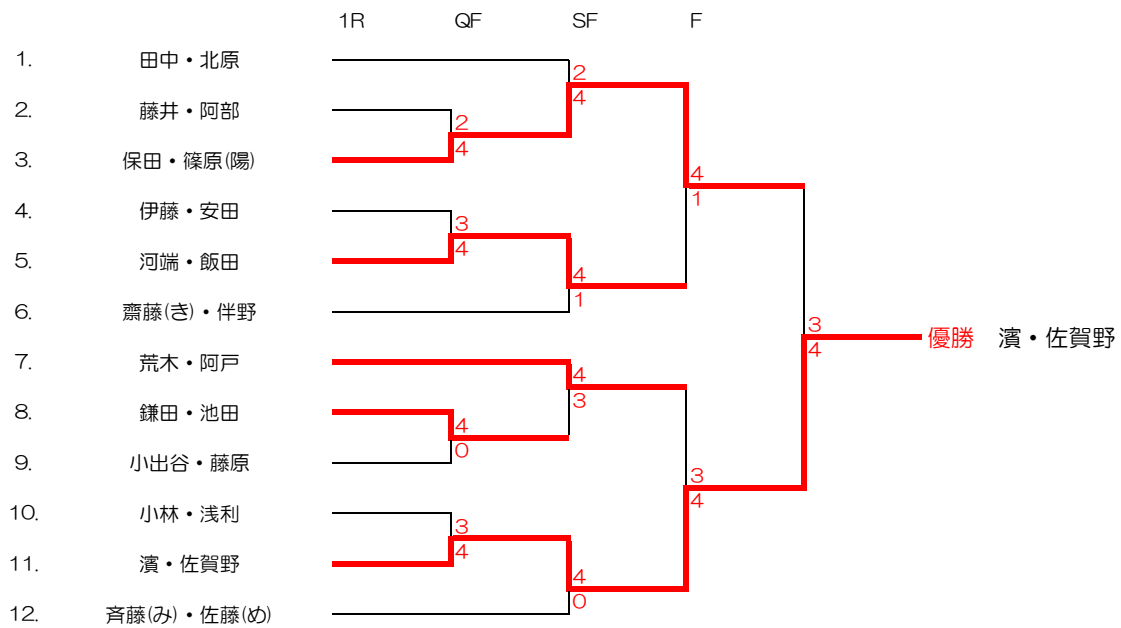 1R QF SF F
1. 田中・北原
2
4
2. 藤井・阿部
2
4
3. 保田・篠原(陽)
4
1
4. 伊藤・安田
3
4
5. 河端・飯田
4
1
6. 齋藤(き)・伴野
3
4
優勝 濱・佐賀野
7. 荒木・阿戸
4
3
8. 鎌田・池田
4
0
9. 小出谷・藤原
3
4
10. 小林・浅利
3
4
11. 濱・佐賀野
4
0
12. 斉藤(み)・佐藤(め)